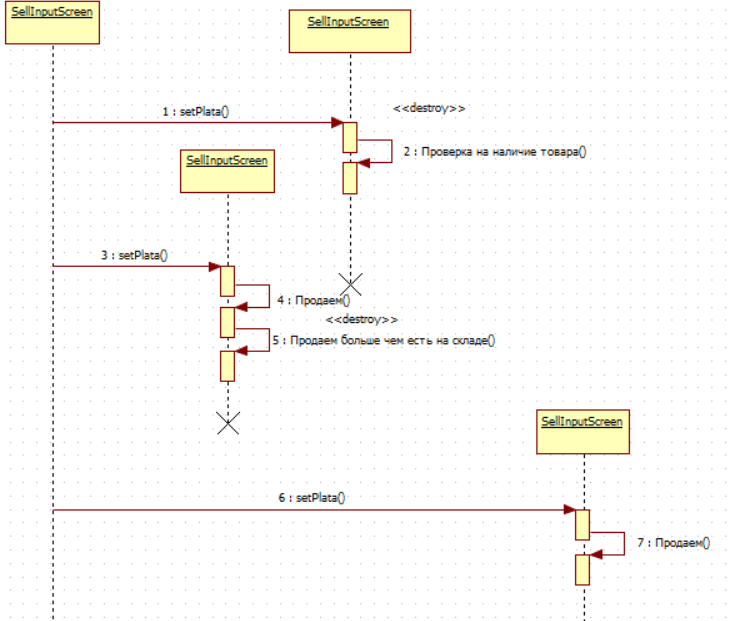 SellInputScreen
SellInputScreen
<<destroy>>
1 : setPlata()
2 : Проверка на наличие товара()
SellInputScreen
3 : setPlata()
4 : Продаем()
<<destroy>>
5 : Продаем больше чем есть на складе()
SellInputScreen
6 : setPlata()
7 : Продаем()